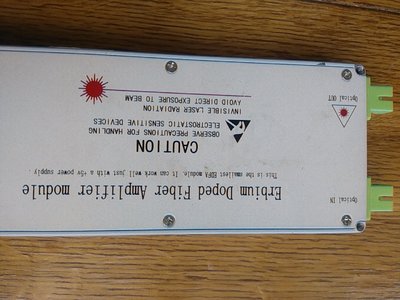 Erbium Doped Fiber Amplifier module
This is the smallest EDFA module. It can work well with just +5v power supply.
CAUTION
OBSERVE PRECAUTIONS FOR HANDLING
ELECTROSTATIC SENSITIVE DEVICES
INVISIBLE LASER RADIATION
AVOID DIRECT EXPOSURE TO BEAM
Optical IN
Optical OUT